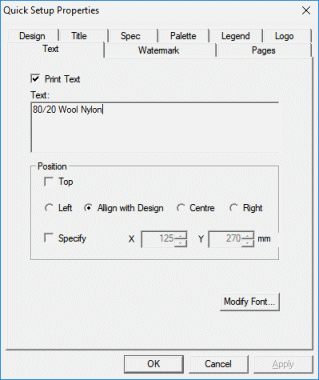 Quick Setup Properties
Design Title Spec Palette Legend Logo
Text Watermark Pages
Print Text
Text:
80/20 Wool Nylon
Position
Top
Left Allign with Design Centre Right
Specify X 125 Y 270 mm
Modify Font...
OK Cancel Apply